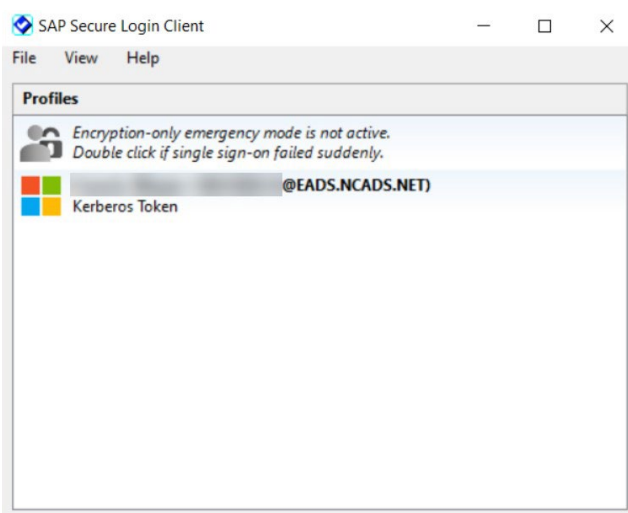 SAP Secure Login Client
File View Help
Profiles
Encryption-only emergency mode is not active.
Double click if single sign-on failed suddenly.
@EADS.NCADS.NET)
Kerberos Token